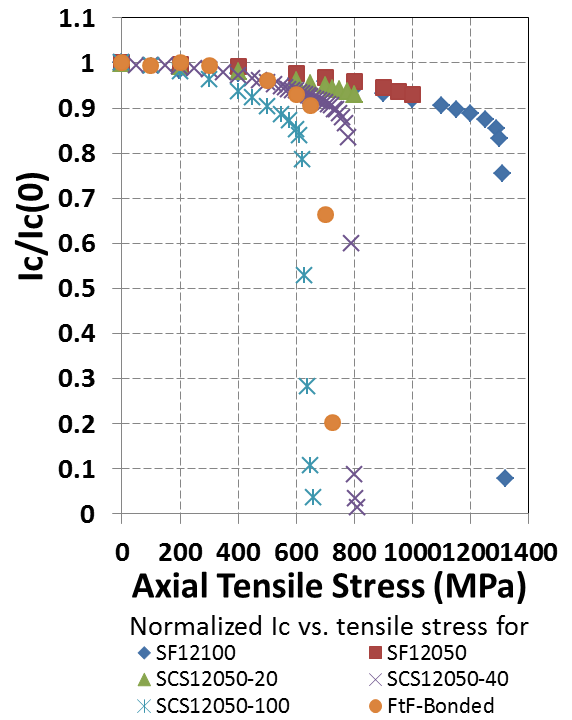 1.1
1
0.9
0.8
0.7
0.6
0.5
0.4
0.3
0.2
0.1
0
Ic/Ic(0)
0 200 400 600 800 1000 1200 1400
Axial Tensile Stress (MPa)
Normalized Ic vs. tensile stress for
SF12100 SF12050
SCS12050-20 SCS12050-40
SCS12050-100 FtF-Bonded